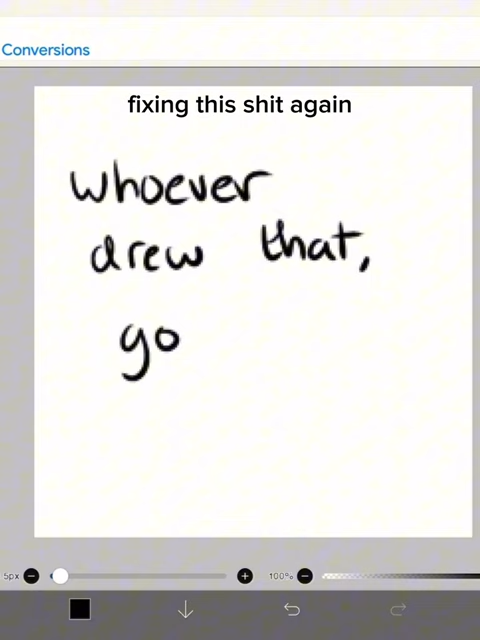 Conversions
fixing this shit again
whoever
drew that,
go
5px
100%